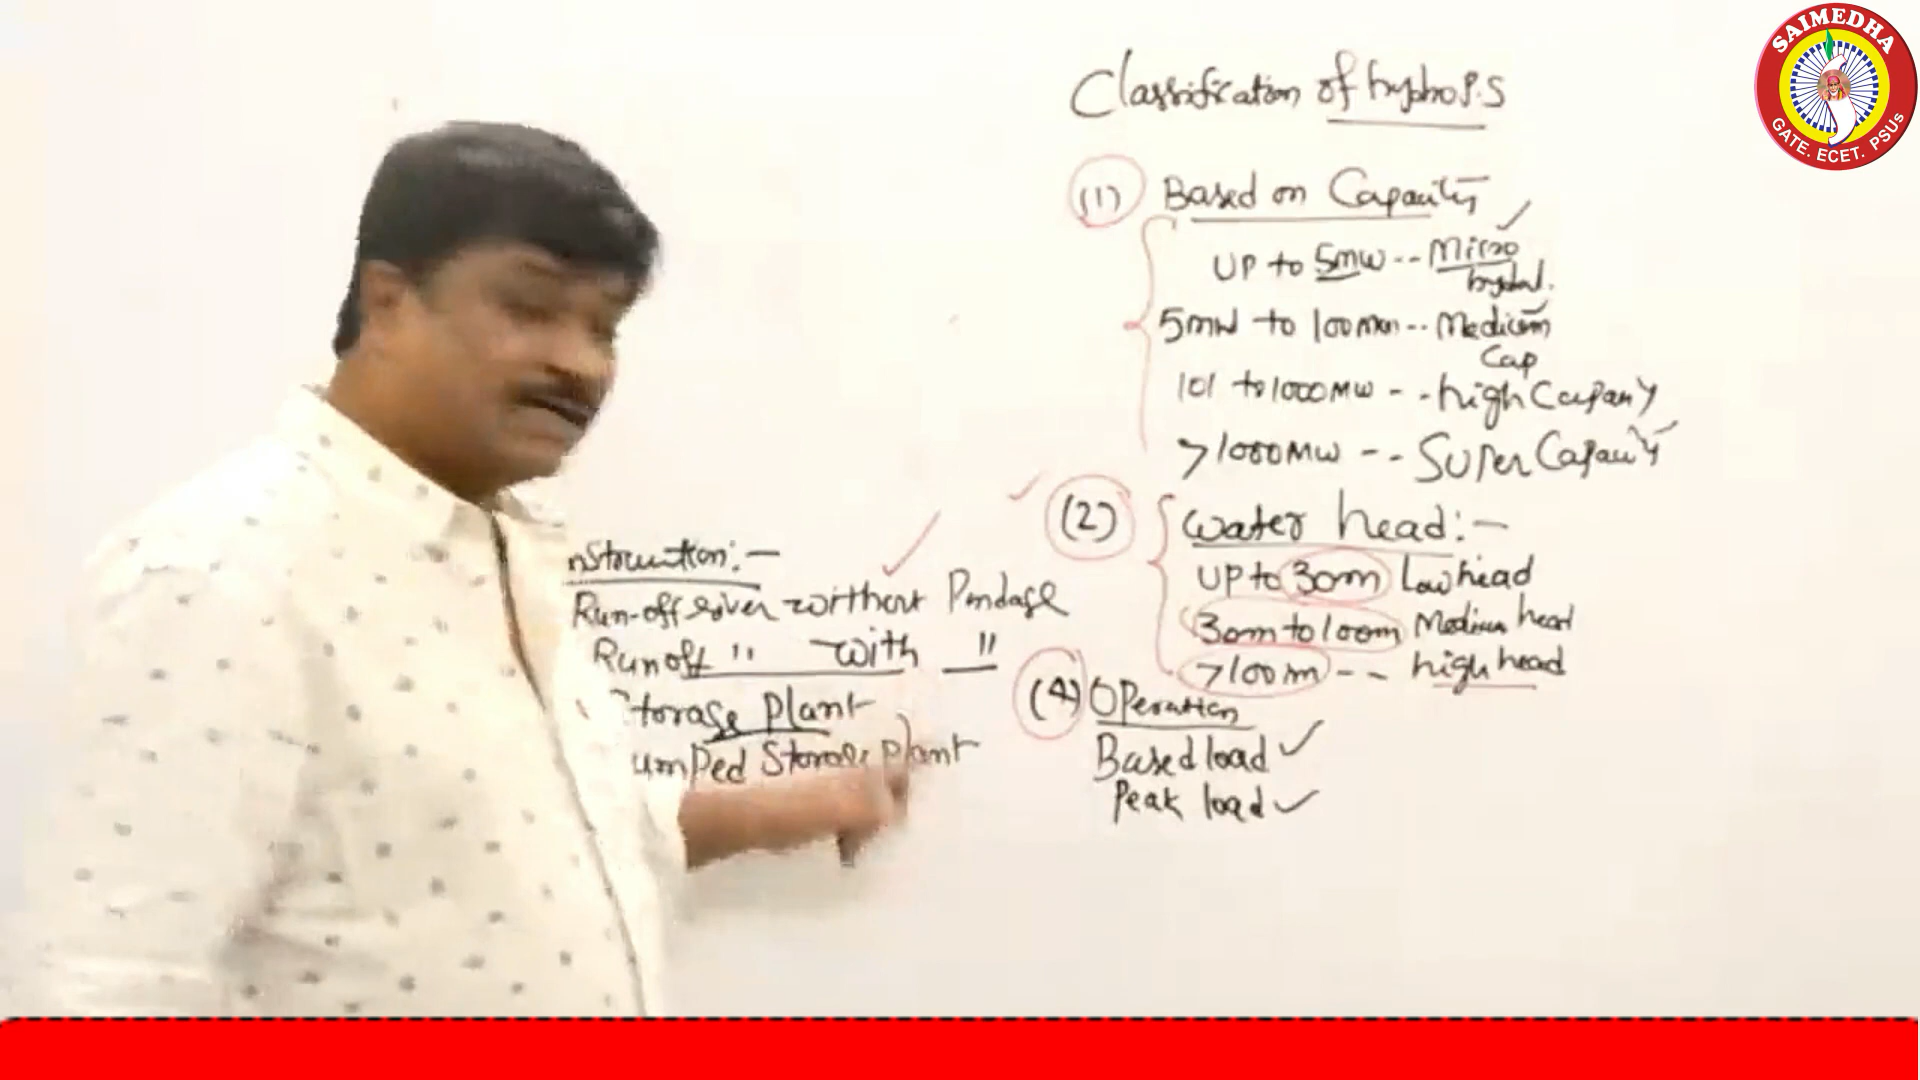 SAIMEDHA
GATE. ECET. PSUs
Classification of hydro P.S
(1) Based on Capacity
UP to 5mw -- Micro
hydel.
5mW to 100mw -- Medium
Cap
101 to 1000MW -- high Capacity
>1000MW -- Super Capacity
(2) Water head:-
UP to 30m Low head
30m to 100m Medium head
>100m -- high head
nstruction:-
Run-off river without Pondage
Runoff " with "
Storage Plant
umPed Storage Plant
(4) Operation
Based load ✓
Peak load ✓